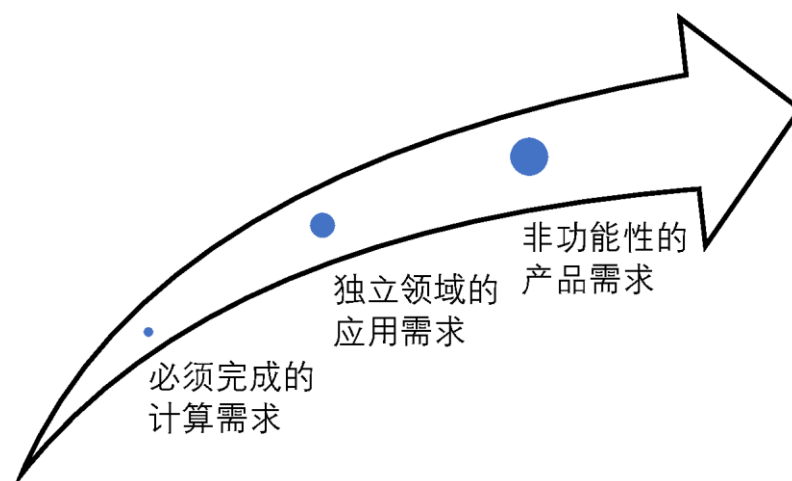 非功能性的
产品需求
独立领域的
应用需求
必须完成的
计算需求